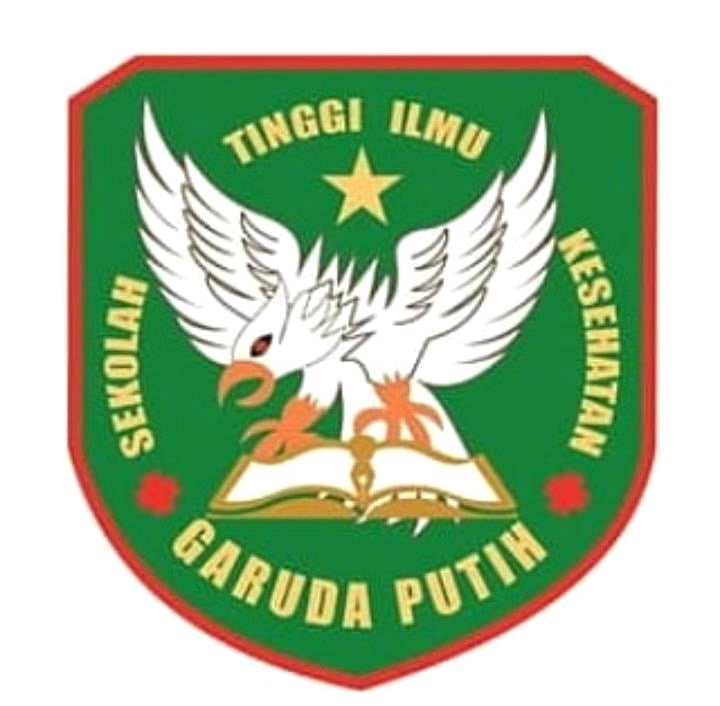 SEKOLAH
TINGGI ILMU
KESEHATAN
GARUDA PUTIH